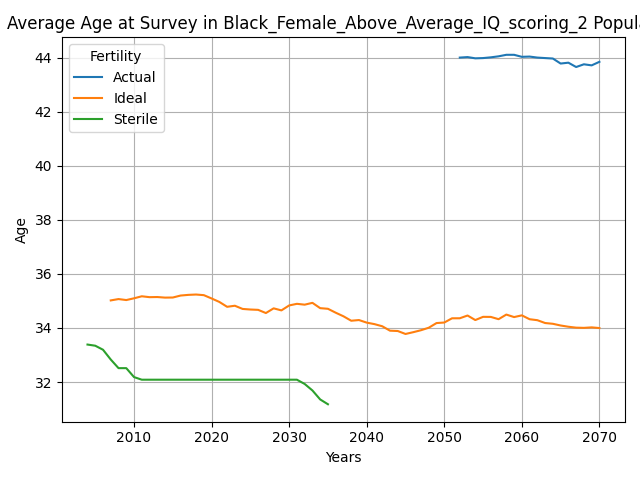 Average Age at Survey in Black_Female_Above_Average_IQ_scoring_2 Popul
Fertility
Actual
Ideal
Sterile
44
42
40
38
36
34
32
Age
2010 2020 2030 2040 2050 2060 2070
Years